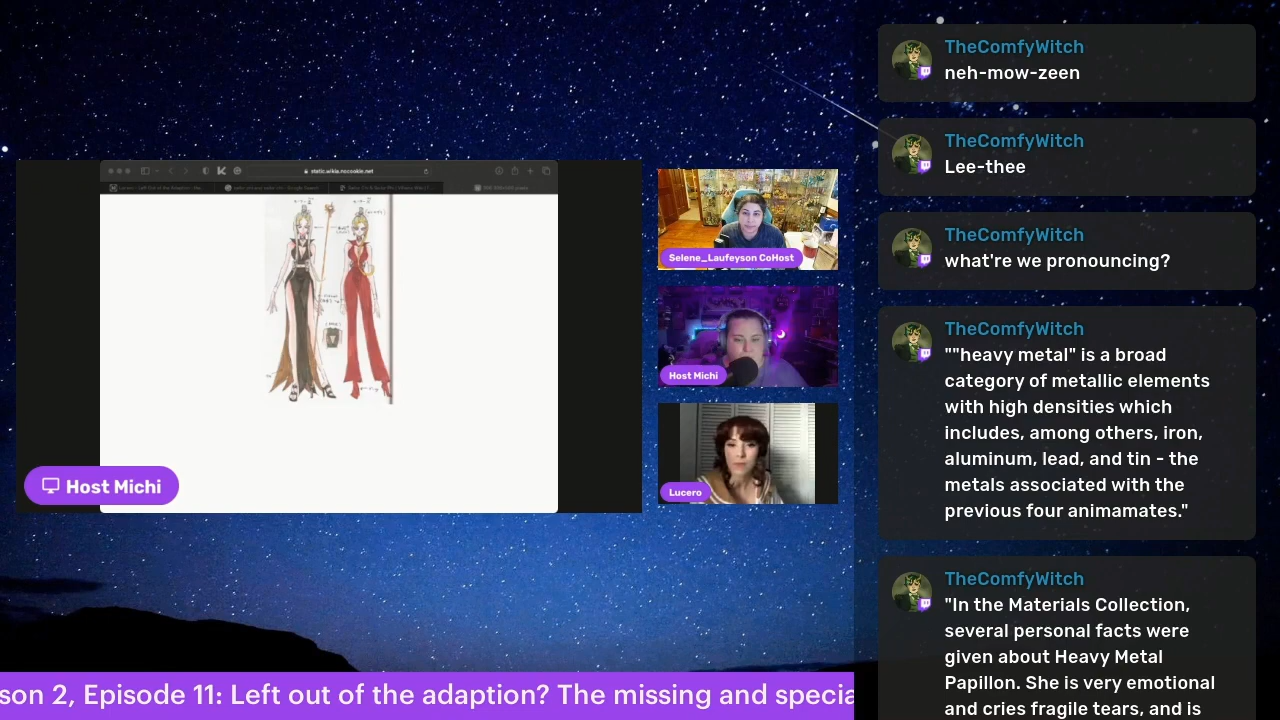 TheComfyWitch
neh-mow-zeen
TheComfyWitch
Lee-thee
TheComfyWitch
what're we pronouncing?
TheComfyWitch
""heavy metal" is a broad
category of metallic elements
with high densities which
includes, among others, iron,
aluminum, lead, and tin - the
metals associated with the
previous four animamates."
TheComfyWitch
"In the Materials Collection,
several personal facts were
given about Heavy Metal
Papillon. She is very emotional
and cries fragile tears, and is
static.wikia.nocookie.net
Selene_Laufeyson CoHost
Host Michi
Lucero
Host Michi
son 2, Episode 11: Left out of the adaption? The missing and specia